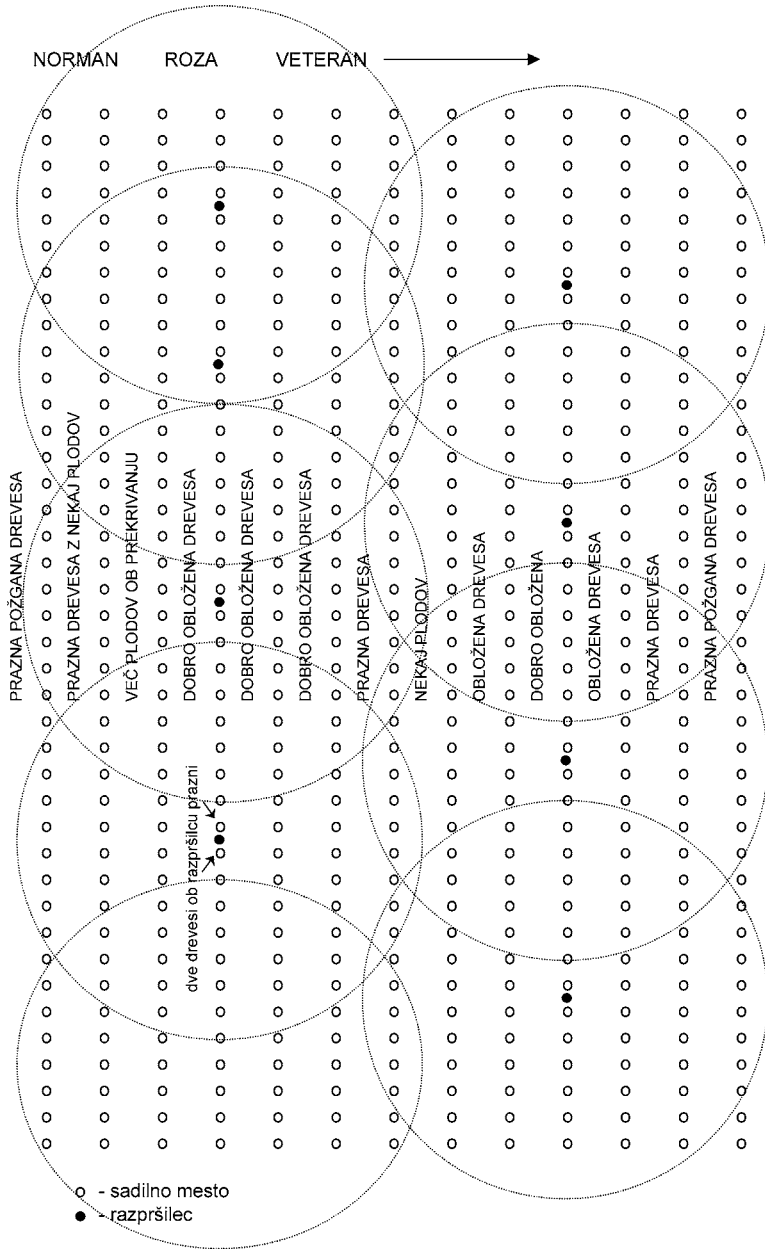 NORMAN ROZA VETERAN
PRAZNA POŽGANA DREVESA
PRAZNA DREVESA Z NEKAJ PLODOV
VEČ PLODOV OB PREKRIVANJU
DOBRO OBLOŽENA DREVESA
DOBRO OBLOŽENA DREVESA
DOBRO OBLOŽENA DREVESA
PRAZNA DREVESA
NEKAJ PLODOV
OBLOŽENA DREVESA
DOBRO OBLOŽENA
OBLOŽENA DREVESA
PRAZNA DREVESA
PRAZNA POŽGANA DREVESA
dve drevesi ob razpršilcu prazni
o - sadilno mesto
● - razpršilec